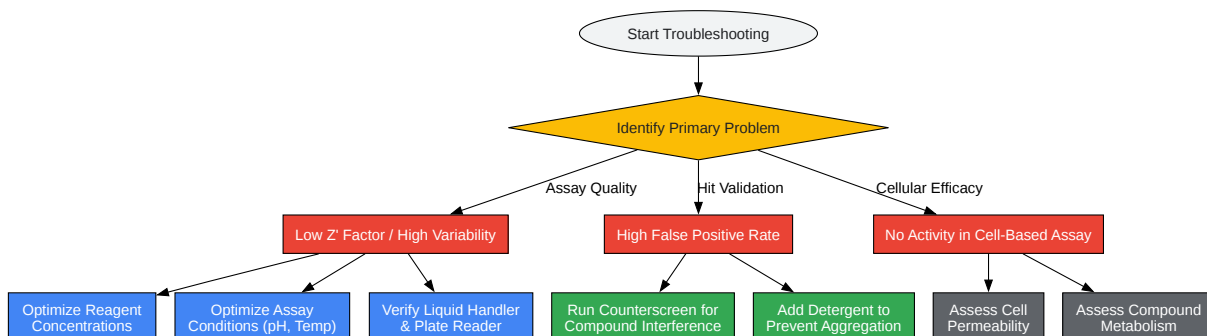 Start Troubleshooting
Identify Primary Problem
Assay Quality
Hit Validation
Cellular Efficacy
Low Z' Factor / High Variability
High False Positive Rate
No Activity in Cell-Based Assay
Optimize Reagent
Concentrations
Optimize Assay
Conditions (pH, Temp)
Verify Liquid Handler
& Plate Reader
Run Counterscreen for
Compound Interference
Add Detergent to
Prevent Aggregation
Assess Cell
Permeability
Assess Compound
Metabolism